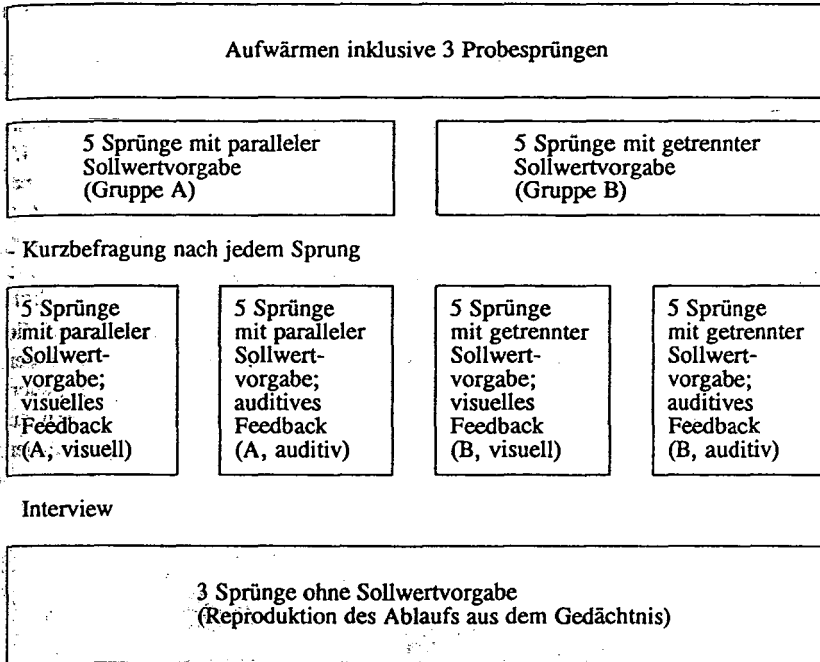 Aufwärmen inklusive 3 Probesprüngen
5 Sprünge mit paralleler
Sollwertvorgabe
(Gruppe A)
5 Sprünge mit getrennter
Sollwertvorgabe
(Gruppe B)
- Kurzbefragung nach jedem Sprung
5 Sprünge
mit paralleler
Sollwert-
vorgabe;
visuelles
Feedback
(A, visuell)
5 Sprünge
mit paralleler
Sollwert-
vorgabe;
auditives
Feedback
(A, auditiv)
5 Sprünge
mit getrennter
Sollwert-
vorgabe;
visuelles
Feedback
(B, visuell)
5 Sprünge
mit getrennter
Sollwert-
vorgabe;
auditives
Feedback
(B, auditiv)
Interview
3 Sprünge ohne Sollwertvorgabe
(Reproduktion des Ablaufs aus dem Gedächtnis)